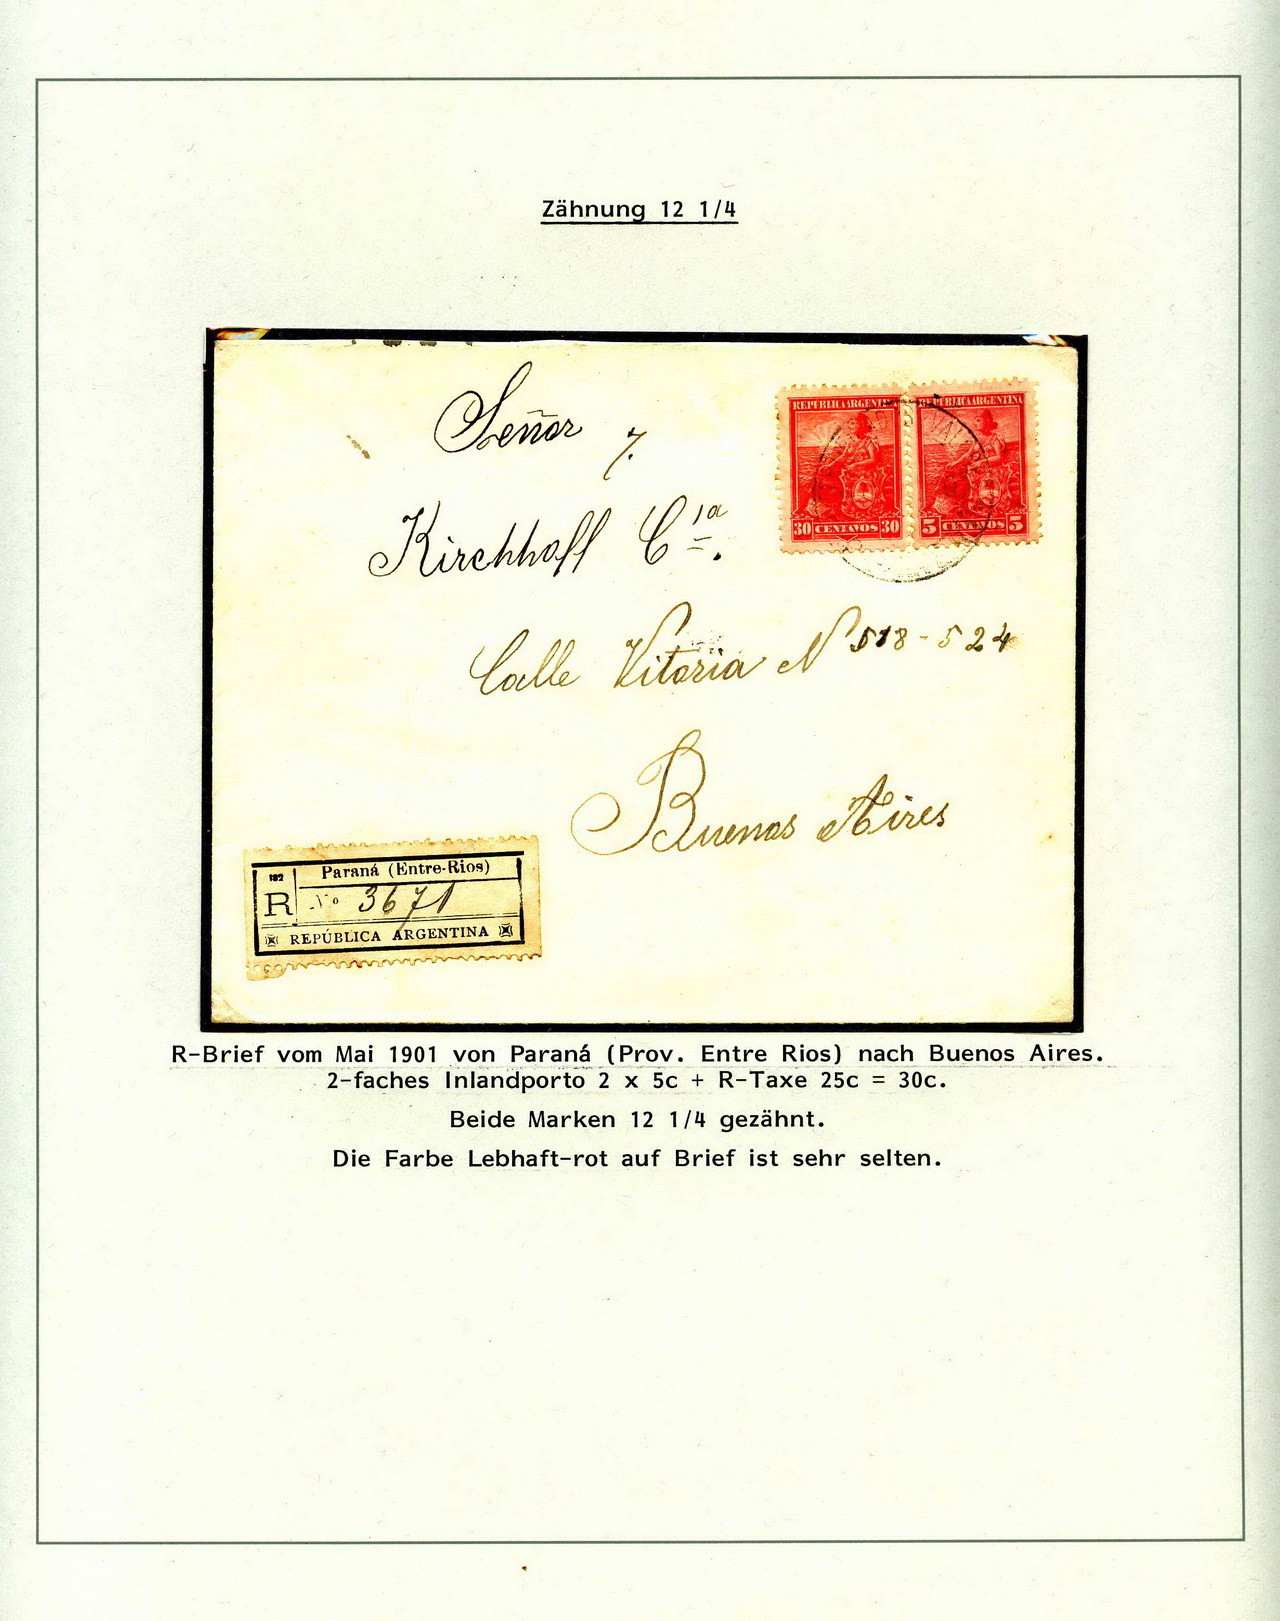 Zähnung 12 1/4
Señor
Kirchhoff Cía.
Calle Vitoria N 518-524
Buenos Aires
REPUBLICA ARGENTINA
30 CENTAVOS 30
REPUBLICA ARGENTINA
5 CENTAVOS 5
182
Paraná (Entre-Rios)
R Nº 3671
REPÚBLICA ARGENTINA
R-Brief vom Mai 1901 von Paraná (Prov. Entre Rios) nach Buenos Aires.
2-faches Inlandporto 2 x 5c + R-Taxe 25c = 30c.
Beide Marken 12 1/4 gezähnt.
Die Farbe Lebhaft-rot auf Brief ist sehr selten.